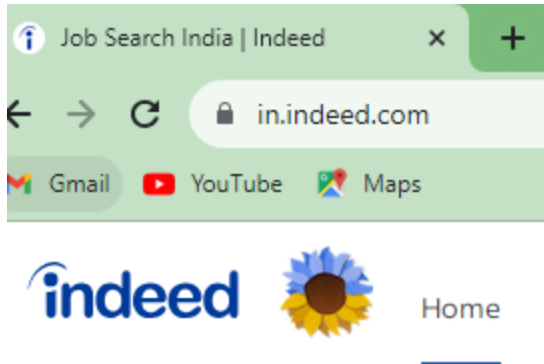 Job Search India | Indeed
in.indeed.com
Gmail YouTube Maps
indeed Home